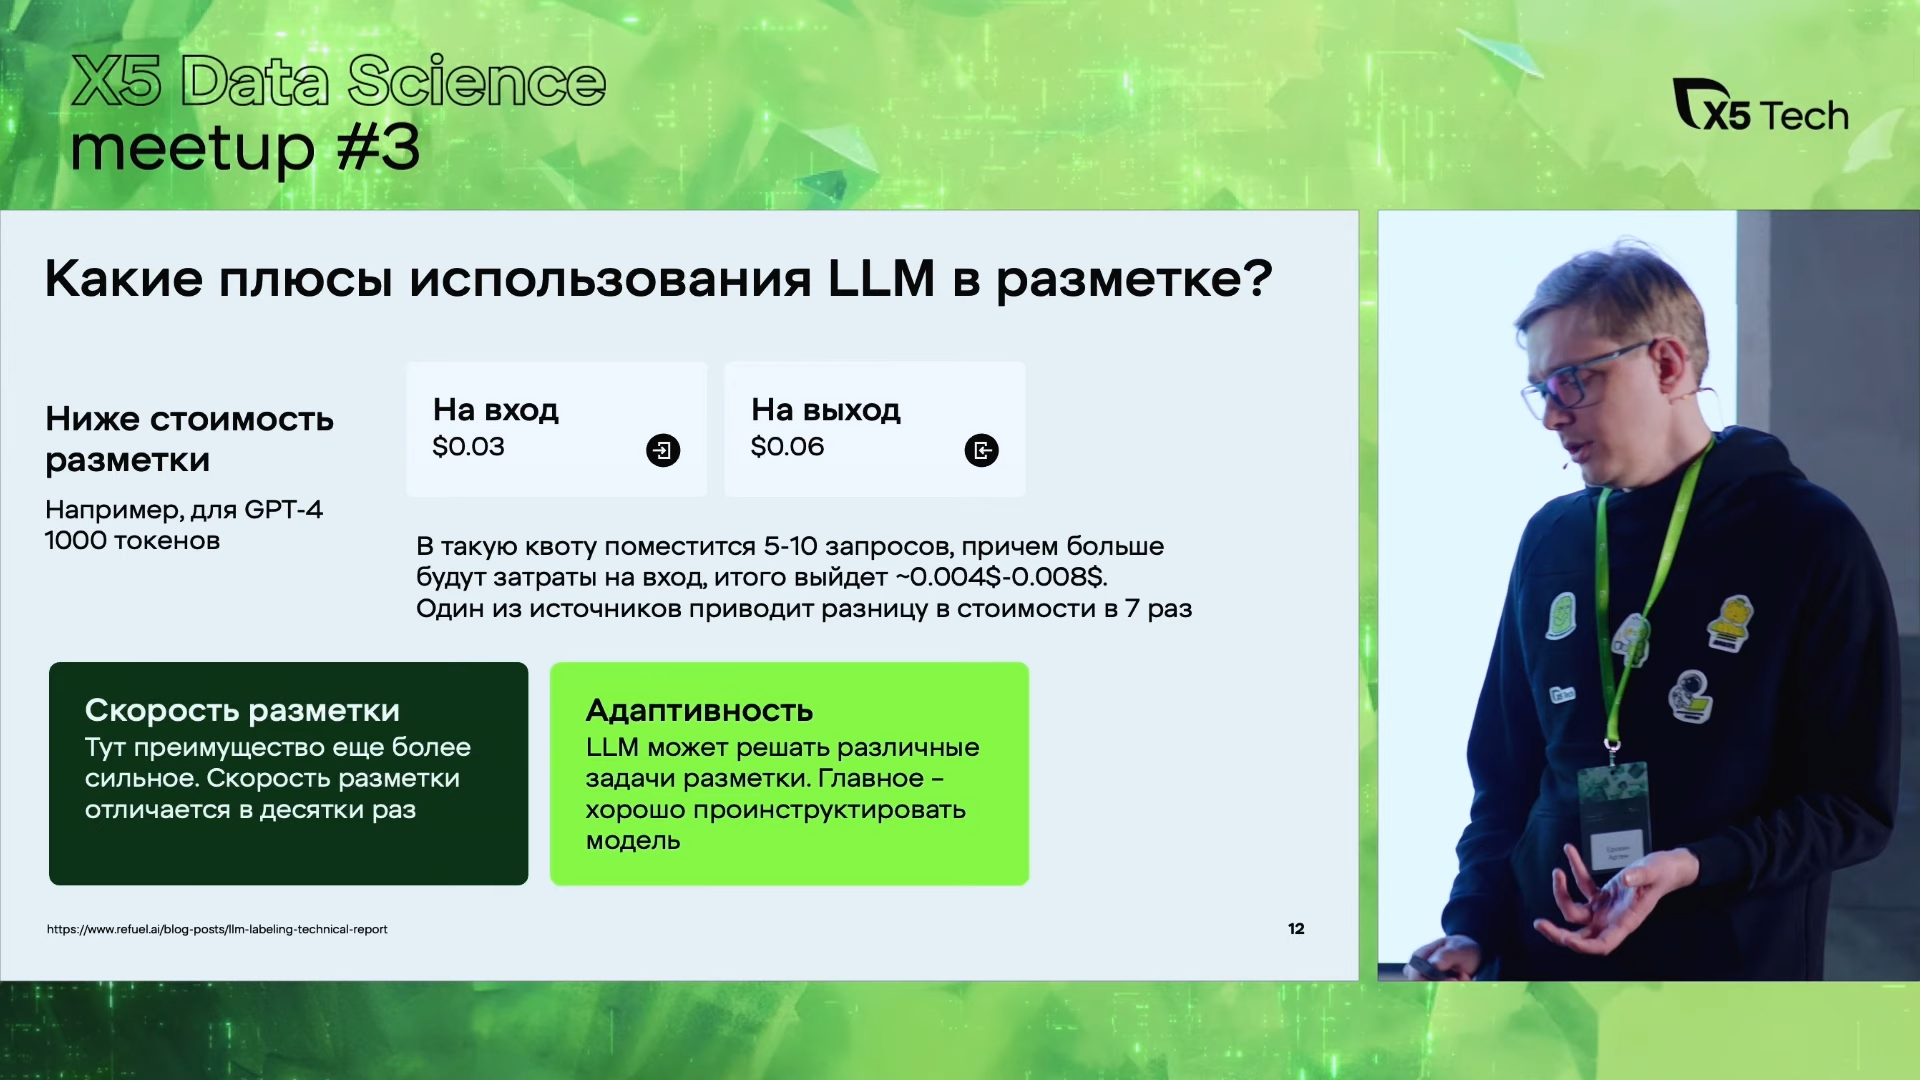 X5 Data Science
meetup #3
X5 Tech
Какие плюсы использования LLM в разметке?
Ниже стоимость
разметки
Например, для GPT-4
1000 токенов
На вход
$0.03
На выход
$0.06
В такую квоту поместится 5-10 запросов, причем больше
будут затраты на вход, итого выйдет ~0.004$-0.008$.
Один из источников приводит разницу в стоимости в 7 раз
Скорость разметки
Тут преимущество еще более
сильное. Скорость разметки
отличается в десятки раз
Адаптивность
LLM может решать различные
задачи разметки. Главное –
хорошо проинструктировать
модель
https://www.refuel.ai/blog-posts/llm-labeling-technical-report
12